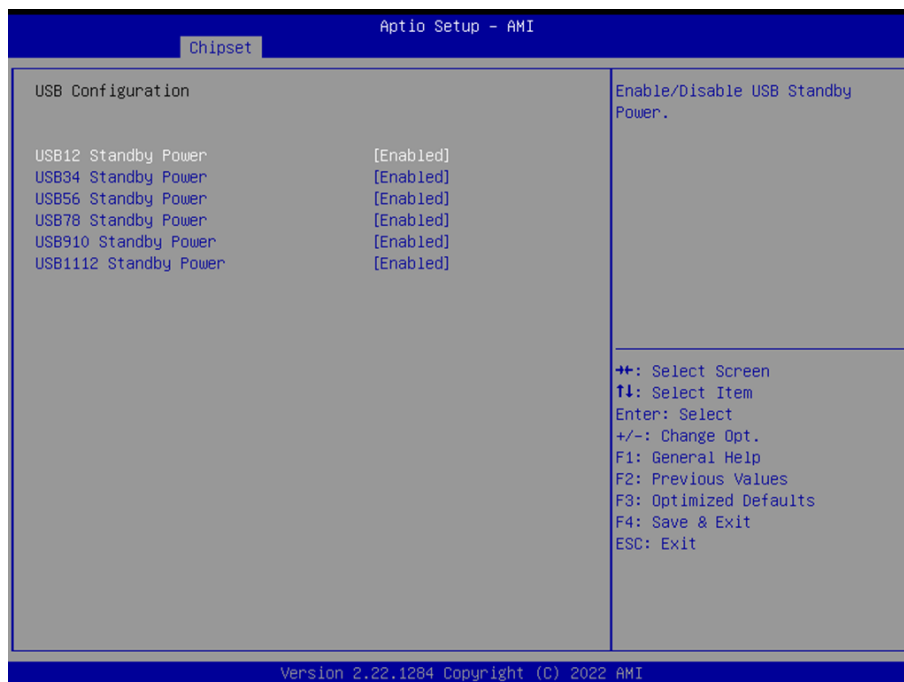 Aptio Setup – AMI
Chipset
USB Configuration
USB12 Standby Power [Enabled]
USB34 Standby Power [Enabled]
USB56 Standby Power [Enabled]
USB78 Standby Power [Enabled]
USB910 Standby Power [Enabled]
USB1112 Standby Power [Enabled]
Enable/Disable USB Standby
Power.
→←: Select Screen
↑↓: Select Item
Enter: Select
+/-: Change Opt.
F1: General Help
F2: Previous Values
F3: Optimized Defaults
F4: Save & Exit
ESC: Exit
Version 2.22.1284 Copyright (C) 2022 AMI